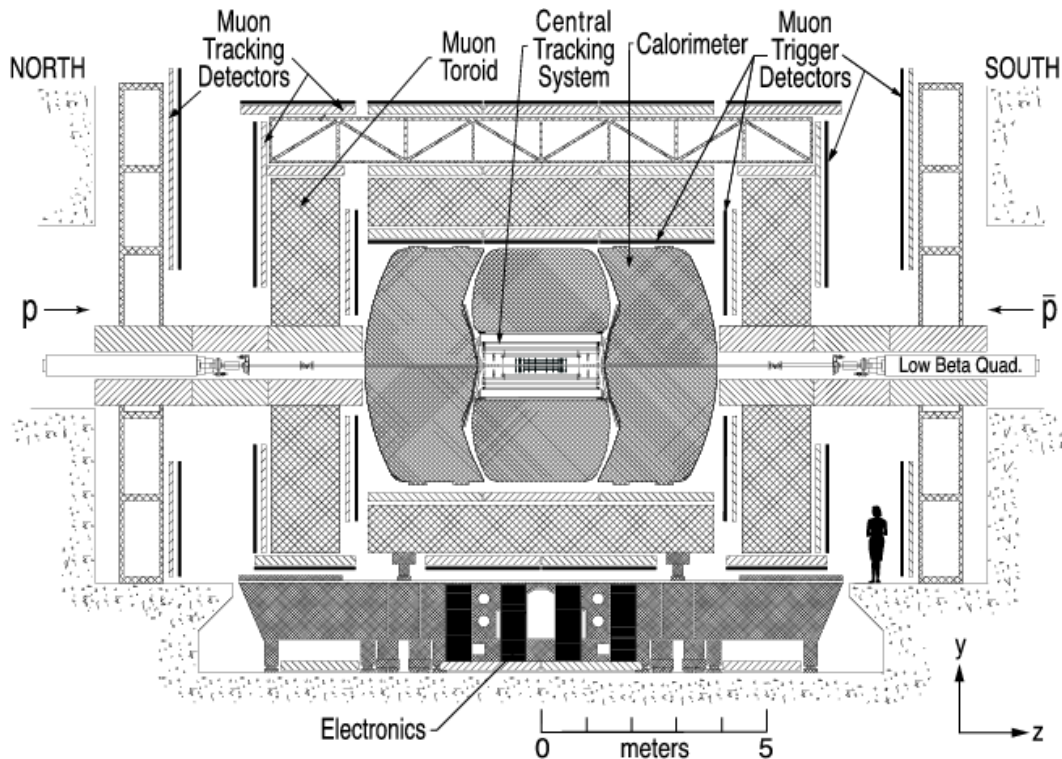 NORTH
Muon
Tracking
Detectors
Muon
Toroid
Central
Tracking
System
Calorimeter
Muon
Trigger
Detectors
SOUTH
p
p̄
Low Beta Quad.
Electronics
0
meters
5
y
z